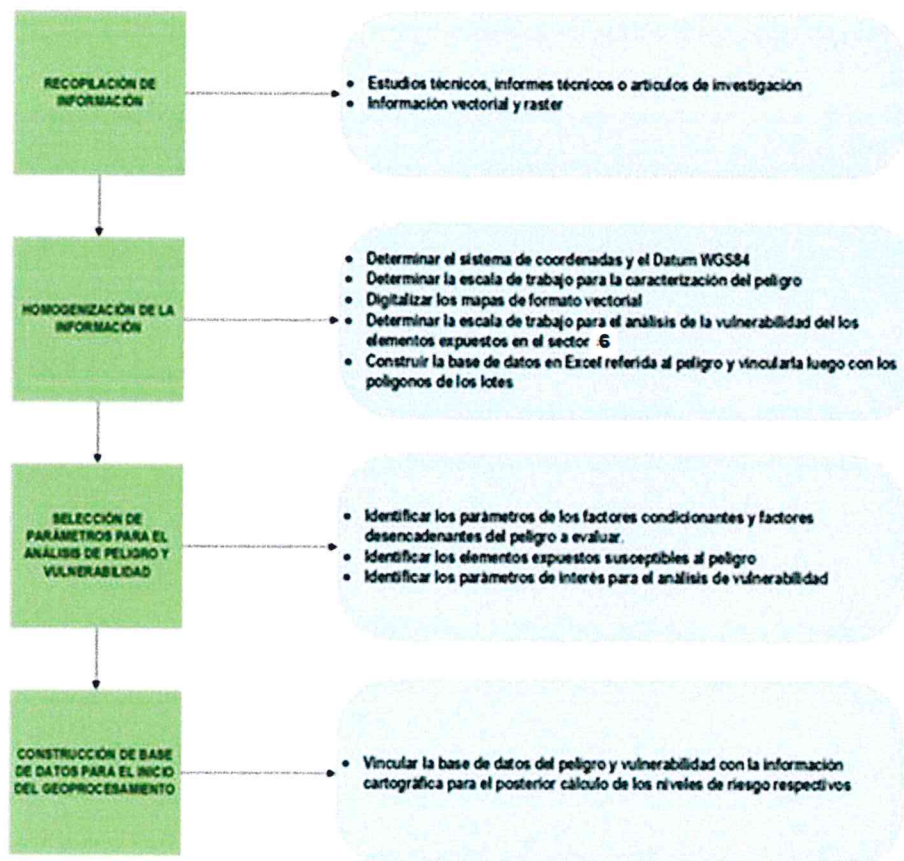 RECOPILACIÓN DE
INFORMACIÓN
• Estudios técnicos, informes técnicos o artículos de investigación
• Información vectorial y raster
HOMOGENIZACIÓN DE LA
INFORMACIÓN
• Determinar el sistema de coordenadas y el Datum WGS84
• Determinar la escala de trabajo para la caracterización del peligro
• Digitalizar los mapas de formato vectorial
• Determinar la escala de trabajo para el análisis de la vulnerabilidad del los
elementos expuestos en el sector 6
• Construir la base de datos en Excel referida al peligro y vincularla luego con los
polígonos de los lotes
SELECCIÓN DE
PARÁMETROS PARA EL
ANÁLISIS DE PELIGRO Y
VULNERABILIDAD
• Identificar los parámetros de los factores condicionantes y factores
desencadenantes del peligro a evaluar.
• Identificar los elementos expuestos susceptibles al peligro
• Identificar los parámetros de interés para el análisis de vulnerabilidad
CONSTRUCCIÓN DE BASE
DE DATOS PARA EL INICIO
DEL GEOPROCESAMIENTO
• Vincular la base de datos del peligro y vulnerabilidad con la información
cartográfica para el posterior cálculo de los niveles de riesgo respectivos